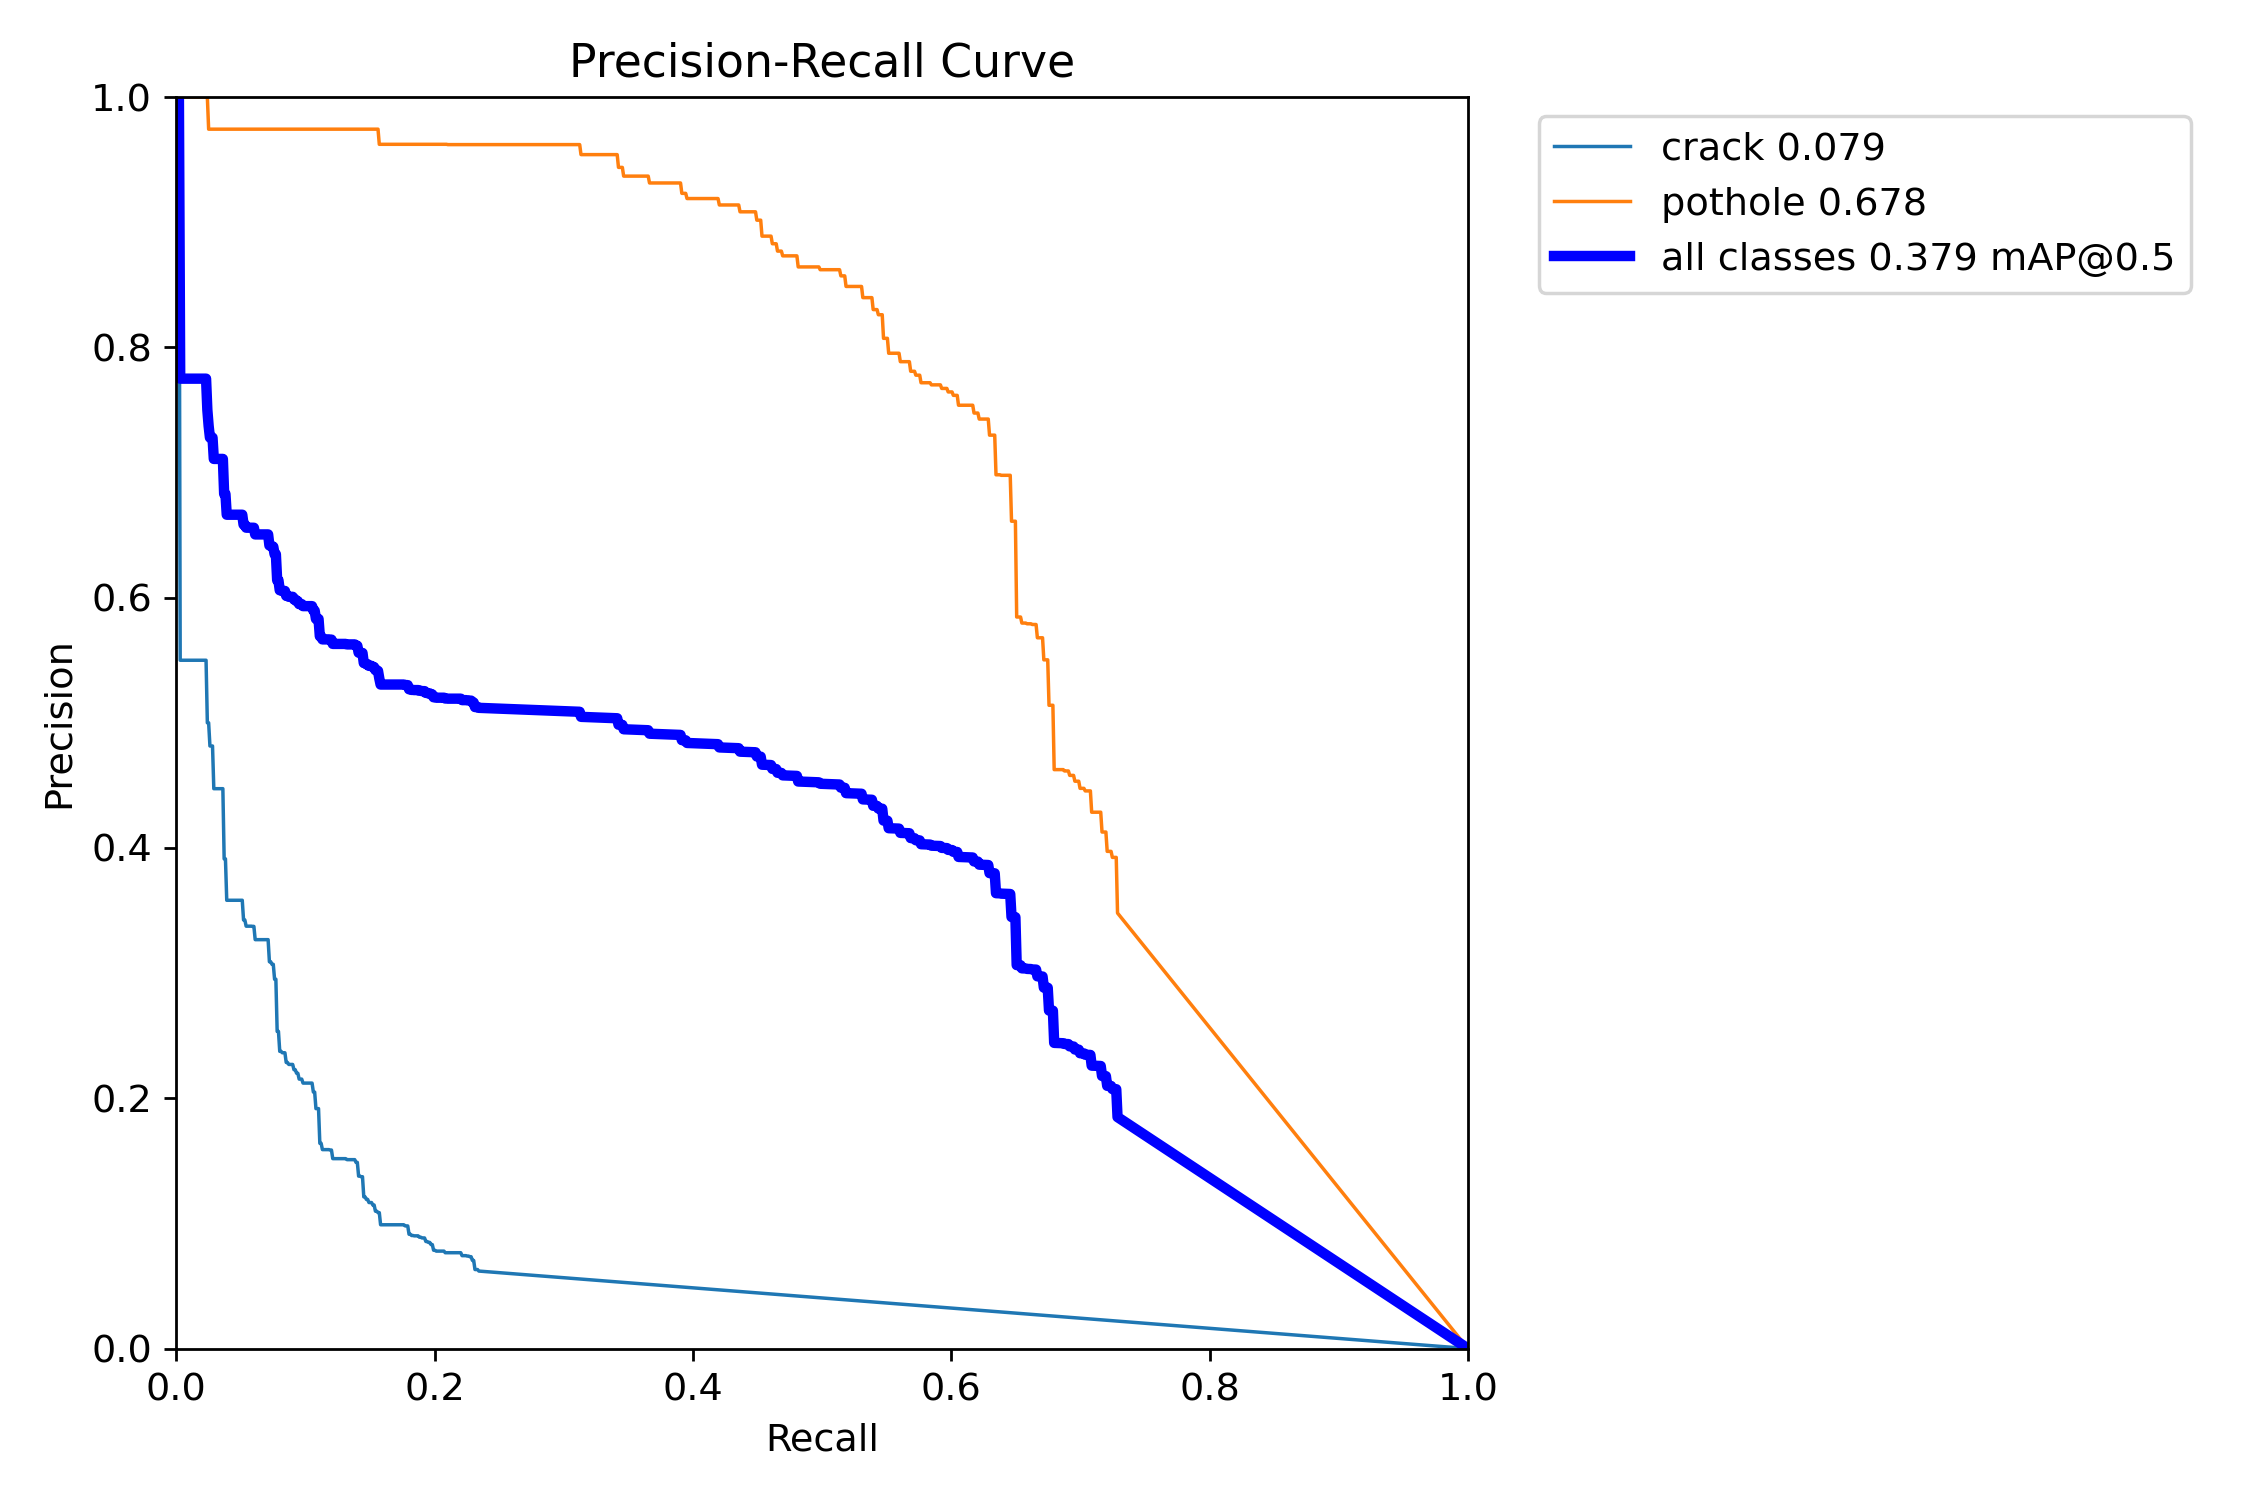 Precision-Recall Curve
crack 0.079
pothole 0.678
all classes 0.379 mAP@0.5
Precision
1.0
0.8
0.6
0.4
0.2
0.0
0.0 0.2 0.4 0.6 0.8 1.0
Recall